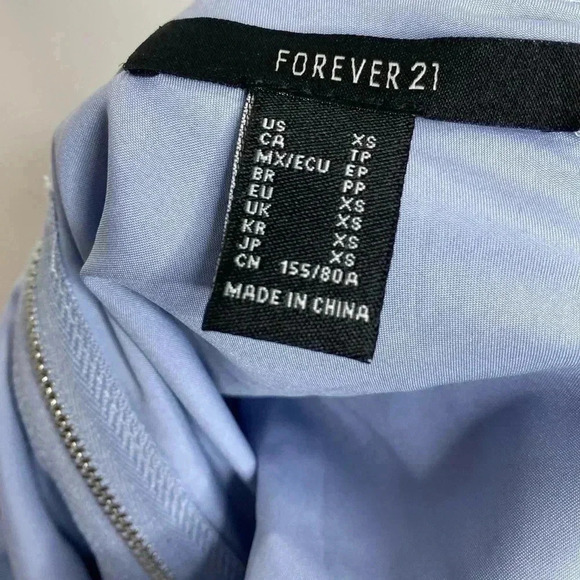 FOREVER 21
US XS
CA TP
MX/ECU EP
BR PP
EU XS
UK XS
KR XS
JP XS
CN 155/80A
MADE IN CHINA